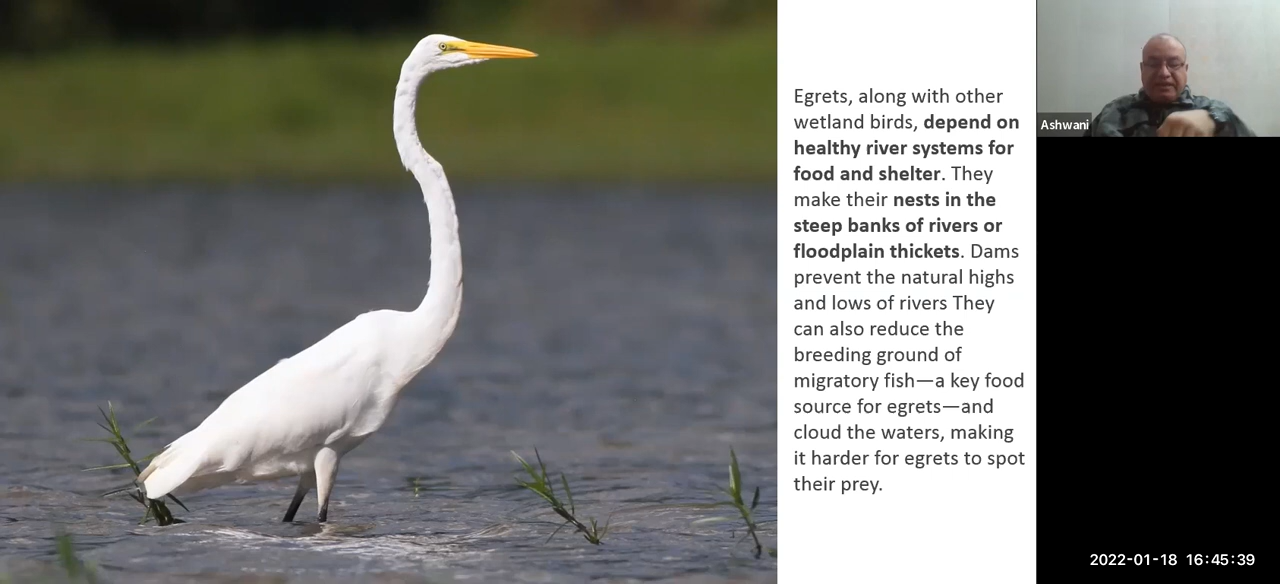 Egrets, along with other
wetland birds, depend on
healthy river systems for
food and shelter. They
make their nests in the
steep banks of rivers or
floodplain thickets. Dams
prevent the natural highs
and lows of rivers They
can also reduce the
breeding ground of
migratory fish—a key food
source for egrets—and
cloud the waters, making
it harder for egrets to spot
their prey.
Ashwani
2022-01-18 16:45:39